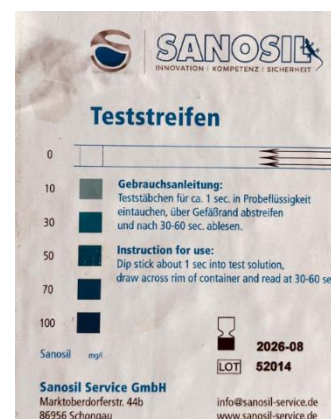 SANOSIL
INNOVATION | KOMPETENZ | SICHERHEIT
Teststreifen
0
10
30
50
70
100
Sanosil mg/l
Gebrauchsanleitung:
Teststäbchen für ca. 1 sec. in Probeflüssigkeit
eintauchen, über Gefäßrand abstreifen
und nach 30-60 sec. ablesen.
Instruction for use:
Dip stick about 1 sec into test solution,
draw across rim of container and read at 30-60 se
2026-08
LOT 52014
Sanosil Service GmbH
Marktoberdorferstr. 44b
86956 Schongau
info@sanosil-service.de
www.sanosil-service.de